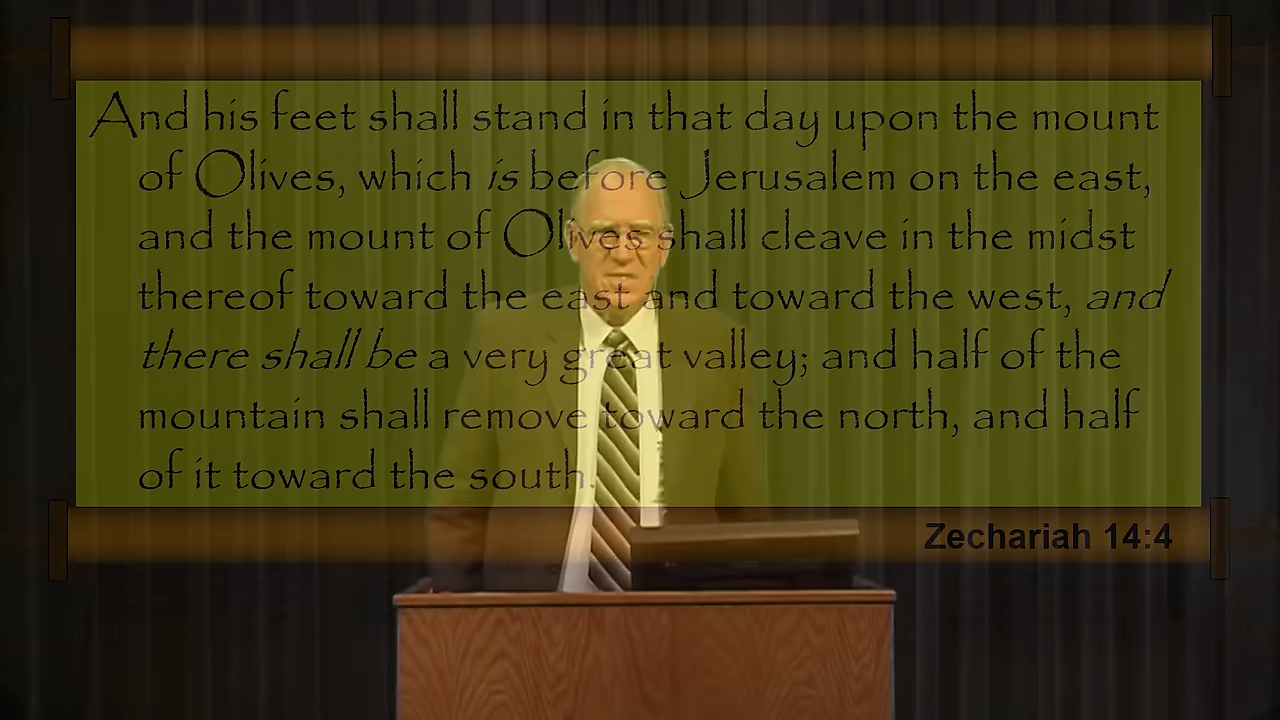 And his feet shall stand in that day upon the mount
of Olives, which is before Jerusalem on the east,
and the mount of Olives shall cleave in the midst
thereof toward the east and toward the west, and
there shall be a very great valley; and half of the
mountain shall remove toward the north, and half
of it toward the south.
Zechariah 14:4